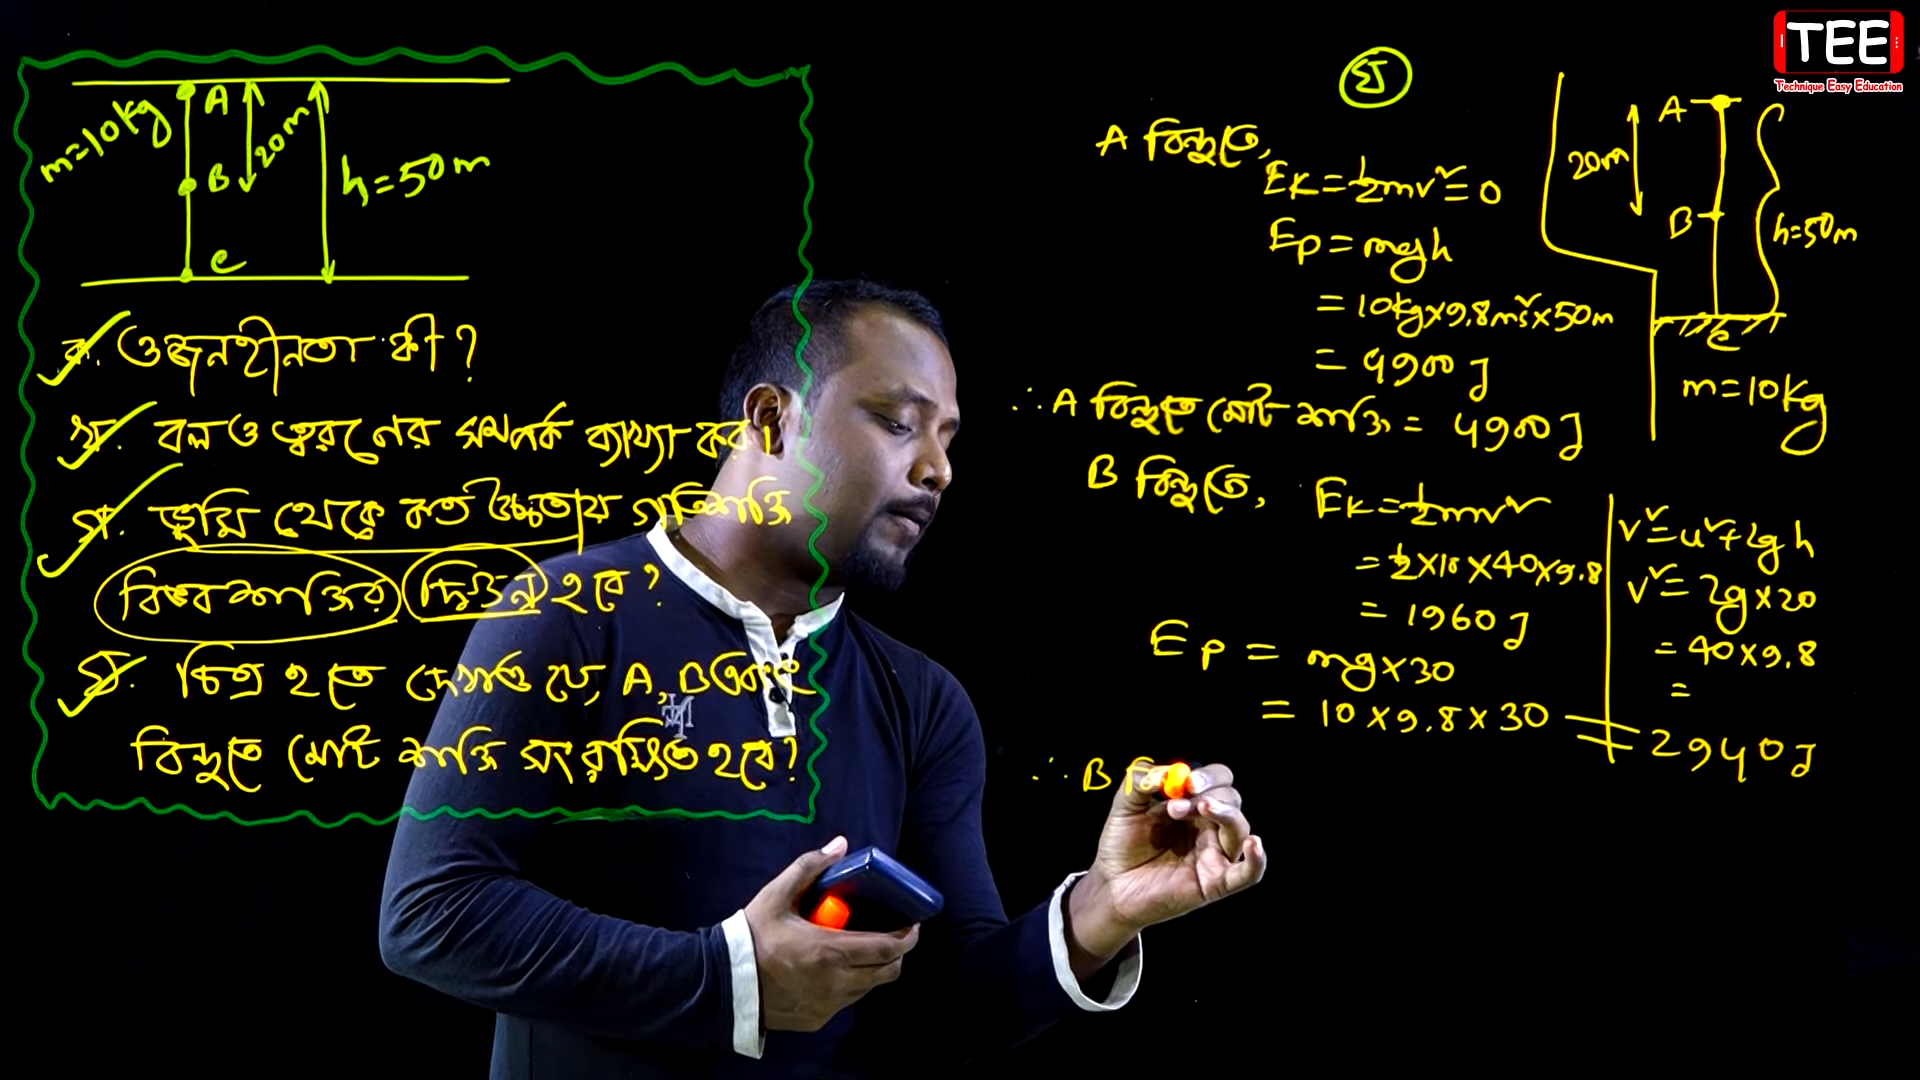 TEE
Technique Easy Education
m=10kg
A
B
C
20m
h=50m
ক. ওজনহীনতা কী?
খ. বল ও ত্বরণের সম্পর্ক ব্যাখ্যা কর।
গ. ভূমি থেকে কত উচ্চতায় গতিশক্তি
বিভবশক্তির দ্বিগুন হবে?
ঘ. চিত্র হতে দেখাও যে, A, B এবং C
বিন্দুতে মোট শক্তি সংরক্ষিত হবে?
ঘ
A বিন্দুতে,
Eₖ = ½mv² = 0
Eₚ = mgh
= 10kg×9.8ms⁻²×50m
= 4900 J
∴ A বিন্দুতে মোট শক্তি = 4900 J
A
20m
B
h=50m
C
m=10kg
B বিন্দুতে, Eₖ = ½mv²
= ½×10×40×9.8
= 1960 J
v² = u²+2gh
v² = 2g×20
= 40×9.8
=
Eₚ = mg×30
= 10×9.8×30 = 2940 J
∴ B